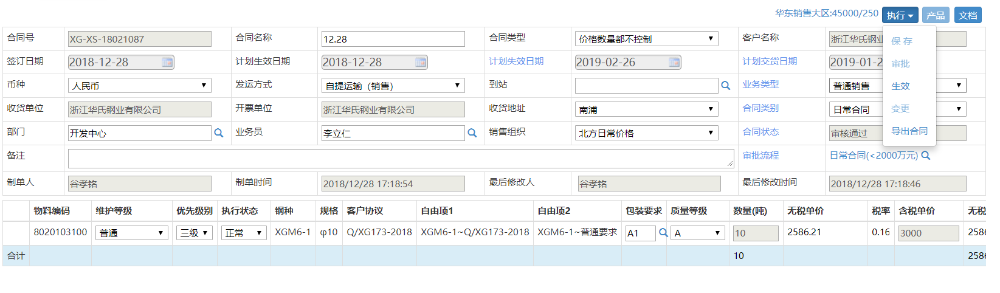 华东销售大区:45000/250 执行 产品 文档
合同号 XG-XS-18021087 合同名称 12.28 合同类型 价格数量都不控制 客户名称 浙江华氏钢业
保 存
签订日期 2018-12-28 计划生效日期 2018-12-28 计划失效日期 2019-02-26 计划交货日期 2019-01-2
审批
币种 人民币 发运方式 自提运输（销售） 到站 业务类型 普通销售
生效
收货单位 浙江华氏钢业有限公司 开票单位 浙江华氏钢业有限公司 收货地址 南浦 合同类别 日常合同
变更
部门 开发中心 业务员 李立仁 销售组织 北方日常价格 合同状态 审核通过
导出合同
备注 审批流程 日常合同(<2000万元)
制单人 谷孝铭 制单时间 2018/12/28 17:18:54 最后修改人 谷孝铭 最后修改时间 2018/12/28 17:18:46
物料编码 维护等级 优先级别 执行状态 钢种 规格 客户协议 自由项1 自由项2 包装要求 质量等级 数量(吨) 无税单价 税率 含税单价 无税
8020103100 普通 三级 正常 XGM6-1 φ10 Q/XG173-2018 XGM6-1~Q/XG173-2018 XGM6-1~普通要求 A1 A 10 2586.21 0.16 3000 2586
合计 10 2586